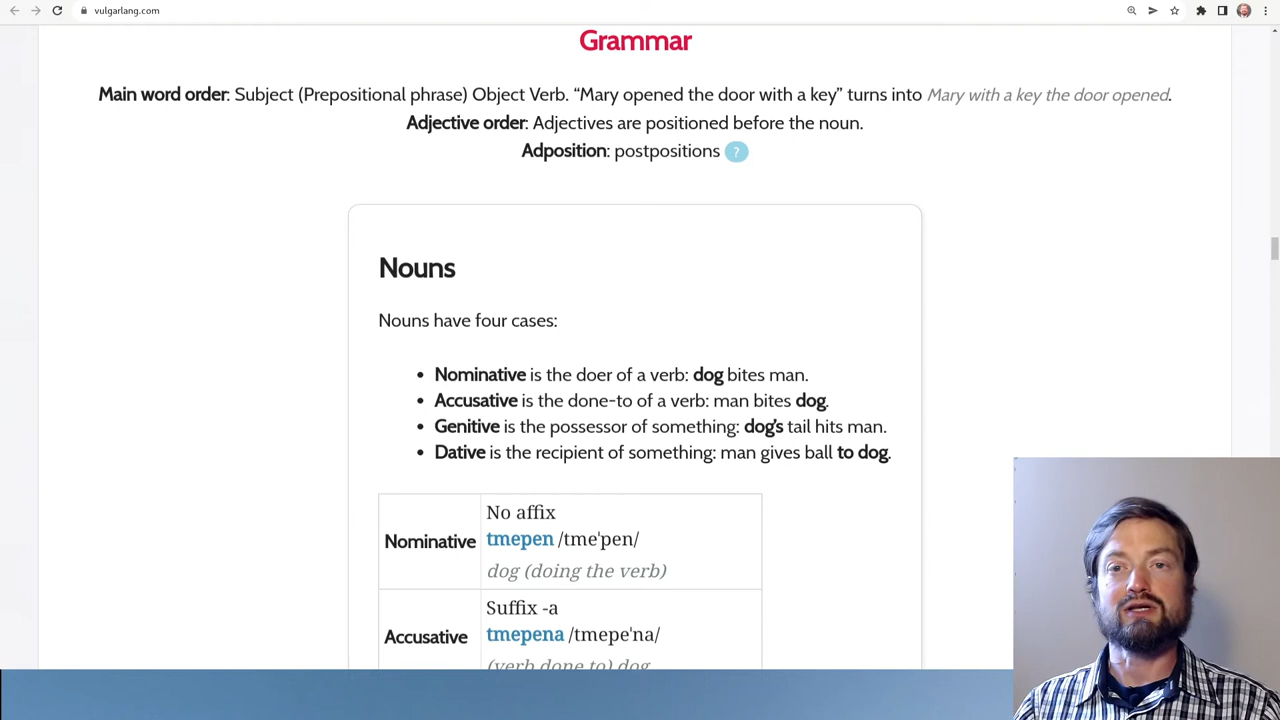 vulgarlang.com
Grammar
Main word order: Subject (Prepositional phrase) Object Verb. “Mary opened the door with a key” turns into Mary with a key the door opened.
Adjective order: Adjectives are positioned before the noun.
Adposition: postpositions ?
Nouns
Nouns have four cases:
• Nominative is the doer of a verb: dog bites man.
• Accusative is the done-to of a verb: man bites dog.
• Genitive is the possessor of something: dog's tail hits man.
• Dative is the recipient of something: man gives ball to dog.
No affix
Nominative tmepen /tmeˈpen/
dog (doing the verb)
Suffix -a
Accusative tmepena /tmepeˈna/
(verb done to) dog